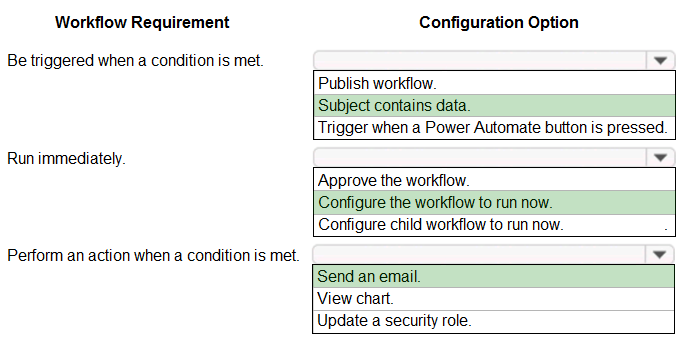 Workflow Requirement Configuration Option
Be triggered when a condition is met.
Publish workflow.
Subject contains data.
Trigger when a Power Automate button is pressed.
Run immediately.
Approve the workflow.
Configure the workflow to run now.
Configure child workflow to run now. .
Perform an action when a condition is met.
Send an email.
View chart.
Update a security role.